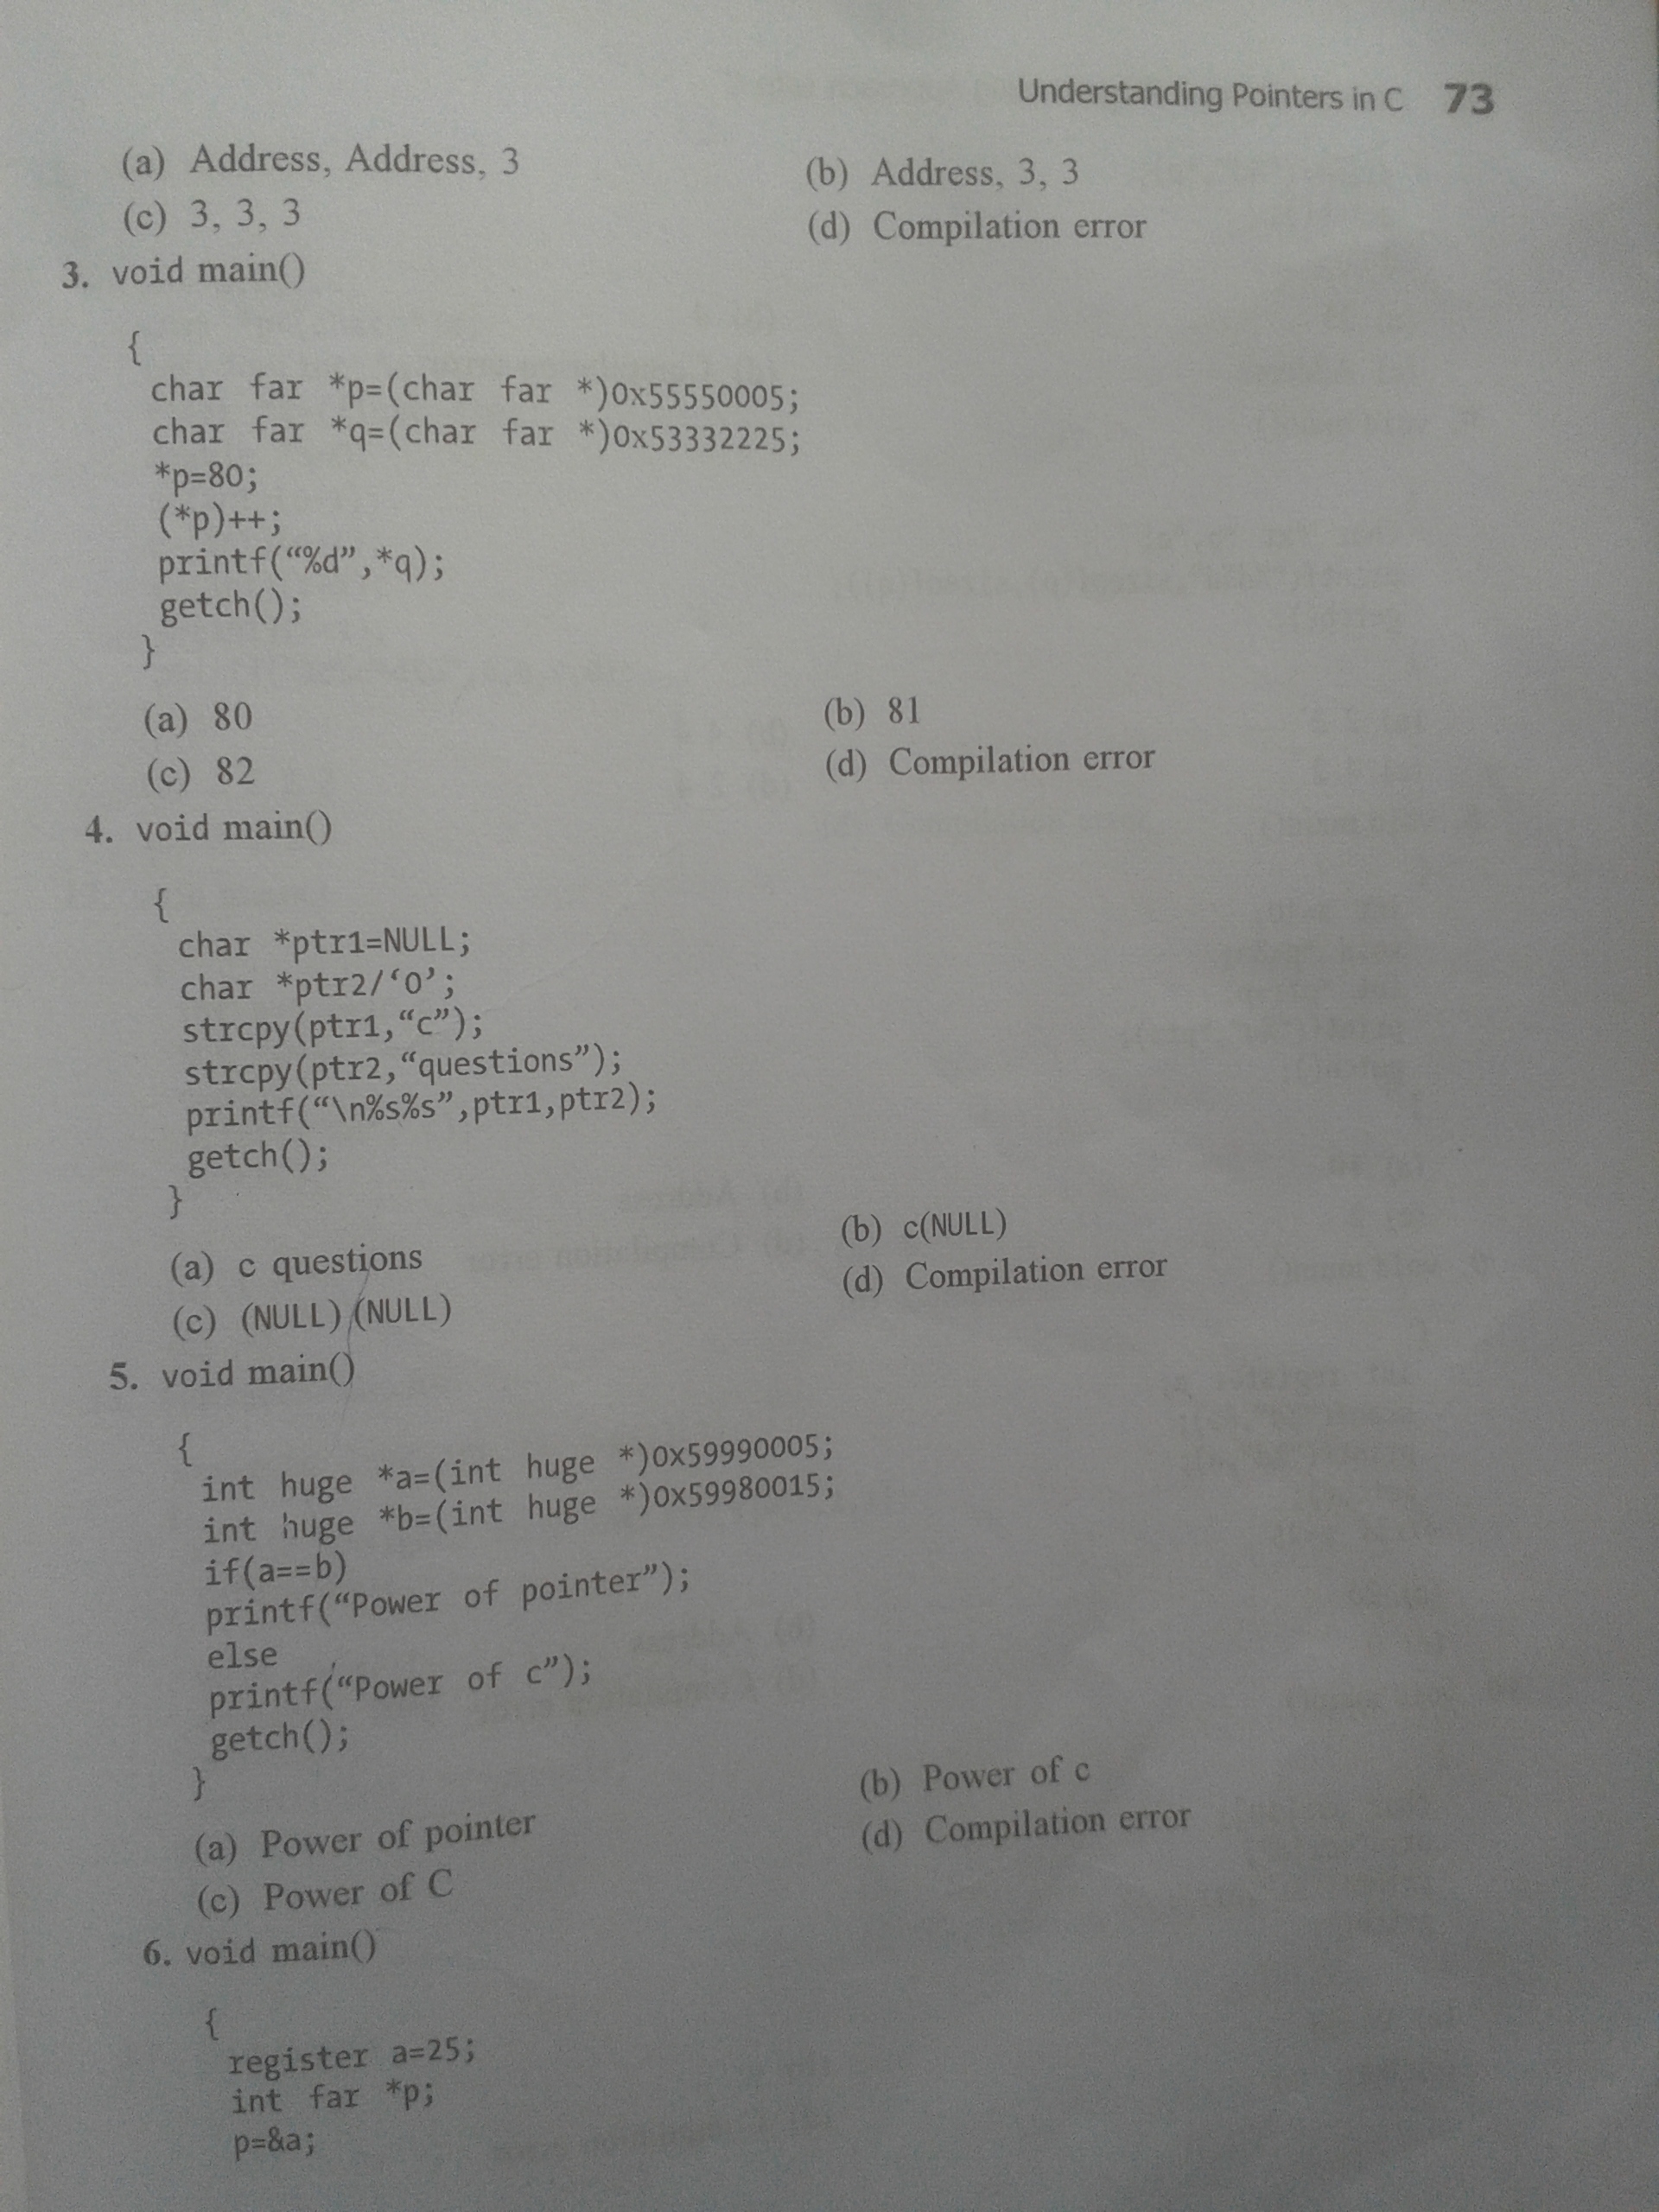 Understanding Pointers in C 73
(a) Address, Address, 3 (b) Address, 3, 3
(c) 3, 3, 3 (d) Compilation error
3. void main()
{
char far *p=(char far *)0x55550005;
char far *q=(char far *)0x53332225;
*p=80;
(*p)++;
printf(“%d”,*q);
getch();
}
(a) 80 (b) 81
(c) 82 (d) Compilation error
4. void main()
{
char *ptr1=NULL;
char *ptr2/‘0’;
strcpy(ptr1,“c”);
strcpy(ptr2,“questions”);
printf(“\n%s%s”,ptr1,ptr2);
getch();
}
(a) c questions (b) c(NULL)
(c) (NULL) (NULL) (d) Compilation error
5. void main()
{
int huge *a=(int huge *)0x59990005;
int huge *b=(int huge *)0x59980015;
if(a==b)
printf(“Power of pointer”);
else
printf(“Power of c”);
getch();
}
(a) Power of pointer (b) Power of c
(c) Power of C (d) Compilation error
6. void main()
{
register a=25;
int far *p;
p=&a;